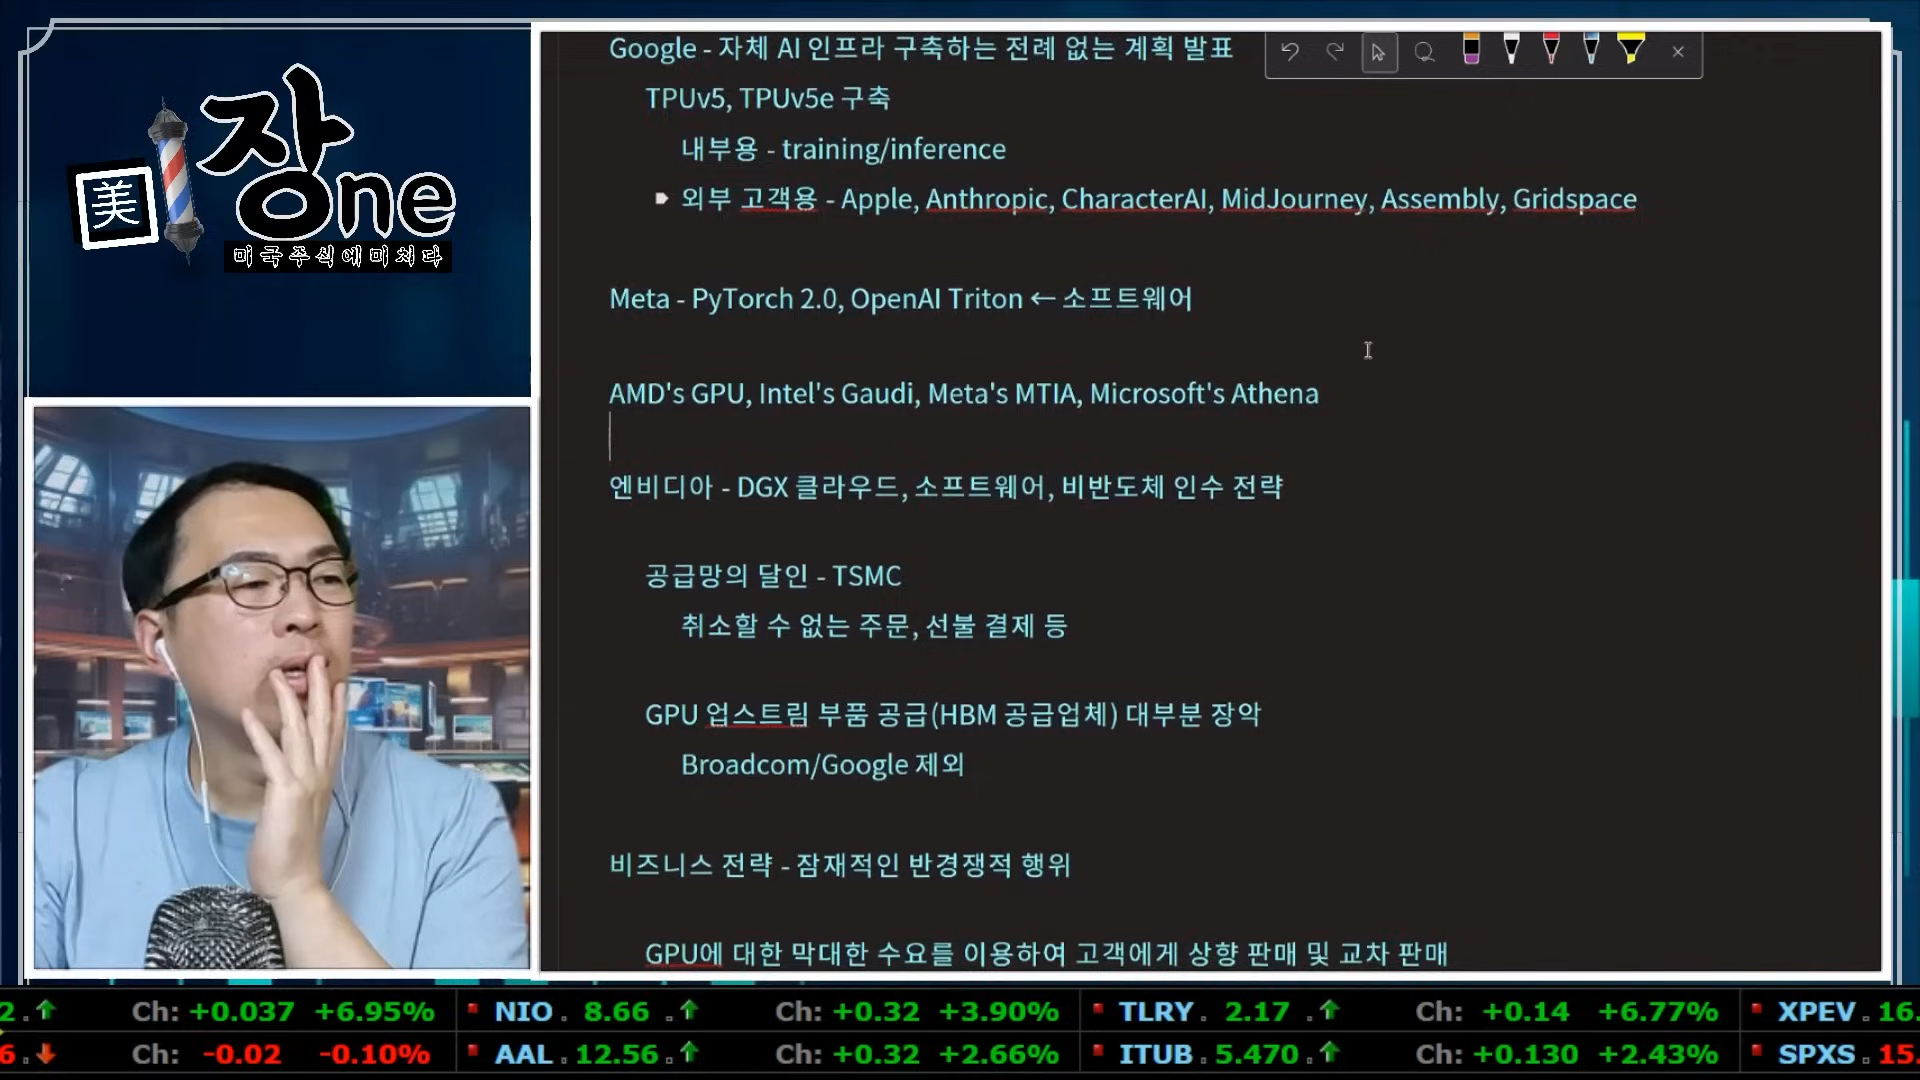 美
장one
미국주식에미치다
Google - 자체 AI 인프라 구축하는 전례 없는 계획 발표
TPUv5, TPUv5e 구축
내부용 - training/inference
외부 고객용 - Apple, Anthropic, CharacterAI, MidJourney, Assembly, Gridspace
Meta - PyTorch 2.0, OpenAI Triton ← 소프트웨어
AMD's GPU, Intel's Gaudi, Meta's MTIA, Microsoft's Athena
엔비디아 - DGX 클라우드, 소프트웨어, 비반도체 인수 전략
공급망의 달인 - TSMC
취소할 수 없는 주문, 선불 결제 등
GPU 업스트림 부품 공급(HBM 공급업체) 대부분 장악
Broadcom/Google 제외
비즈니스 전략 - 잠재적인 반경쟁적 행위
GPU에 대한 막대한 수요를 이용하여 고객에게 상향 판매 및 교차 판매
2. Ch: +0.037 +6.95% NIO. 8.66 . Ch: +0.32 +3.90% TLRY. 2.17 . Ch: +0.14 +6.77% XPEV. 16.
6. Ch: -0.02 -0.10% AAL. 12.56. Ch: +0.32 +2.66% ITUB. 5.470. Ch: +0.130 +2.43% SPXS. 15.